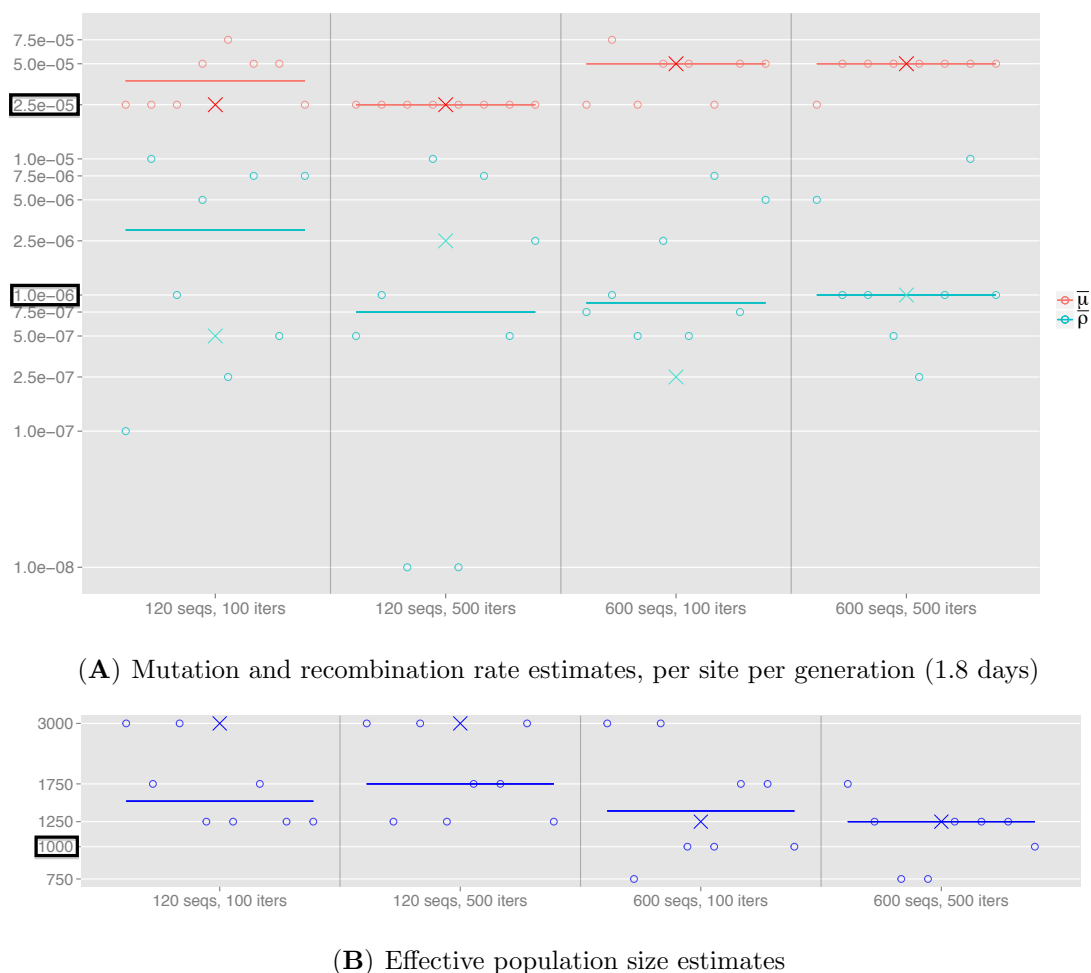 7.5e−05
5.0e−05
2.5e−05
1.0e−05
7.5e−06
5.0e−06
2.5e−06
1.0e−06
7.5e−07
5.0e−07
2.5e−07
1.0e−07
1.0e−08
μ̅
ρ̅
120 seqs, 100 iters 120 seqs, 500 iters 600 seqs, 100 iters 600 seqs, 500 iters
(A) Mutation and recombination rate estimates, per site per generation (1.8 days)
3000
1750
1250
1000
750
120 seqs, 100 iters 120 seqs, 500 iters 600 seqs, 100 iters 600 seqs, 500 iters
(B) Effective population size estimates